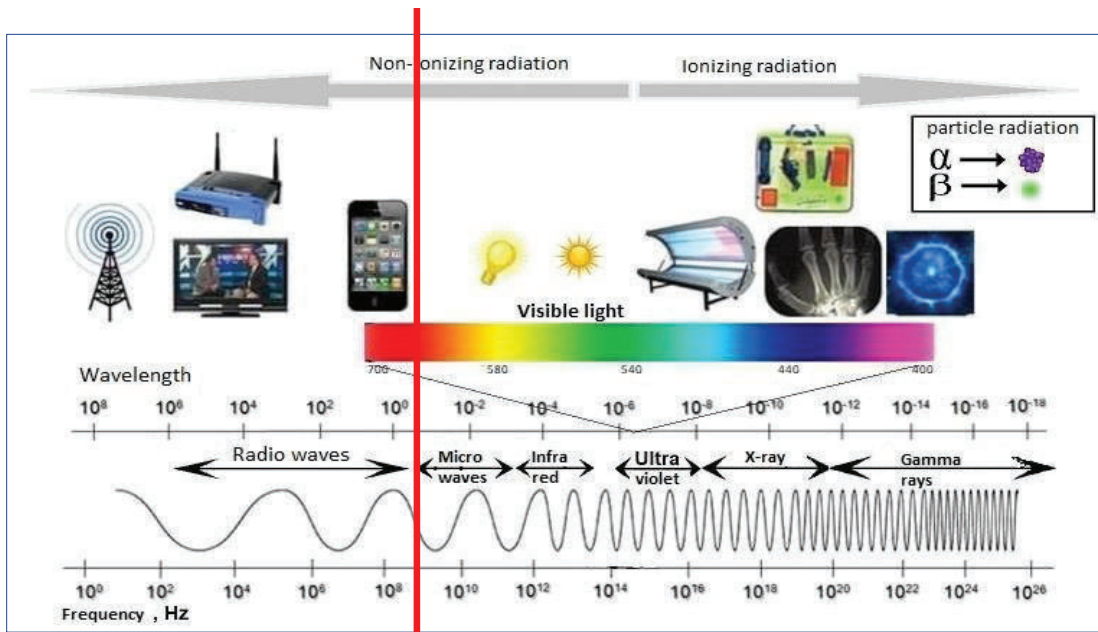 Non-ionizing radiation Ionizing radiation
particle radiation
α
β
Visible light
700 580 540 440 400
Wavelength
10⁸ 10⁶ 10⁴ 10² 10⁰ 10⁻² 10⁻⁴ 10⁻⁶ 10⁻⁸ 10⁻¹⁰ 10⁻¹² 10⁻¹⁴ 10⁻¹⁶ 10⁻¹⁸
Radio waves Micro waves Infra red Ultra violet X-ray Gamma rays
10⁰ 10² 10⁴ 10⁶ 10⁸ 10¹⁰ 10¹² 10¹⁴ 10¹⁶ 10¹⁸ 10²⁰ 10²² 10²⁴ 10²⁶
Frequency , Hz